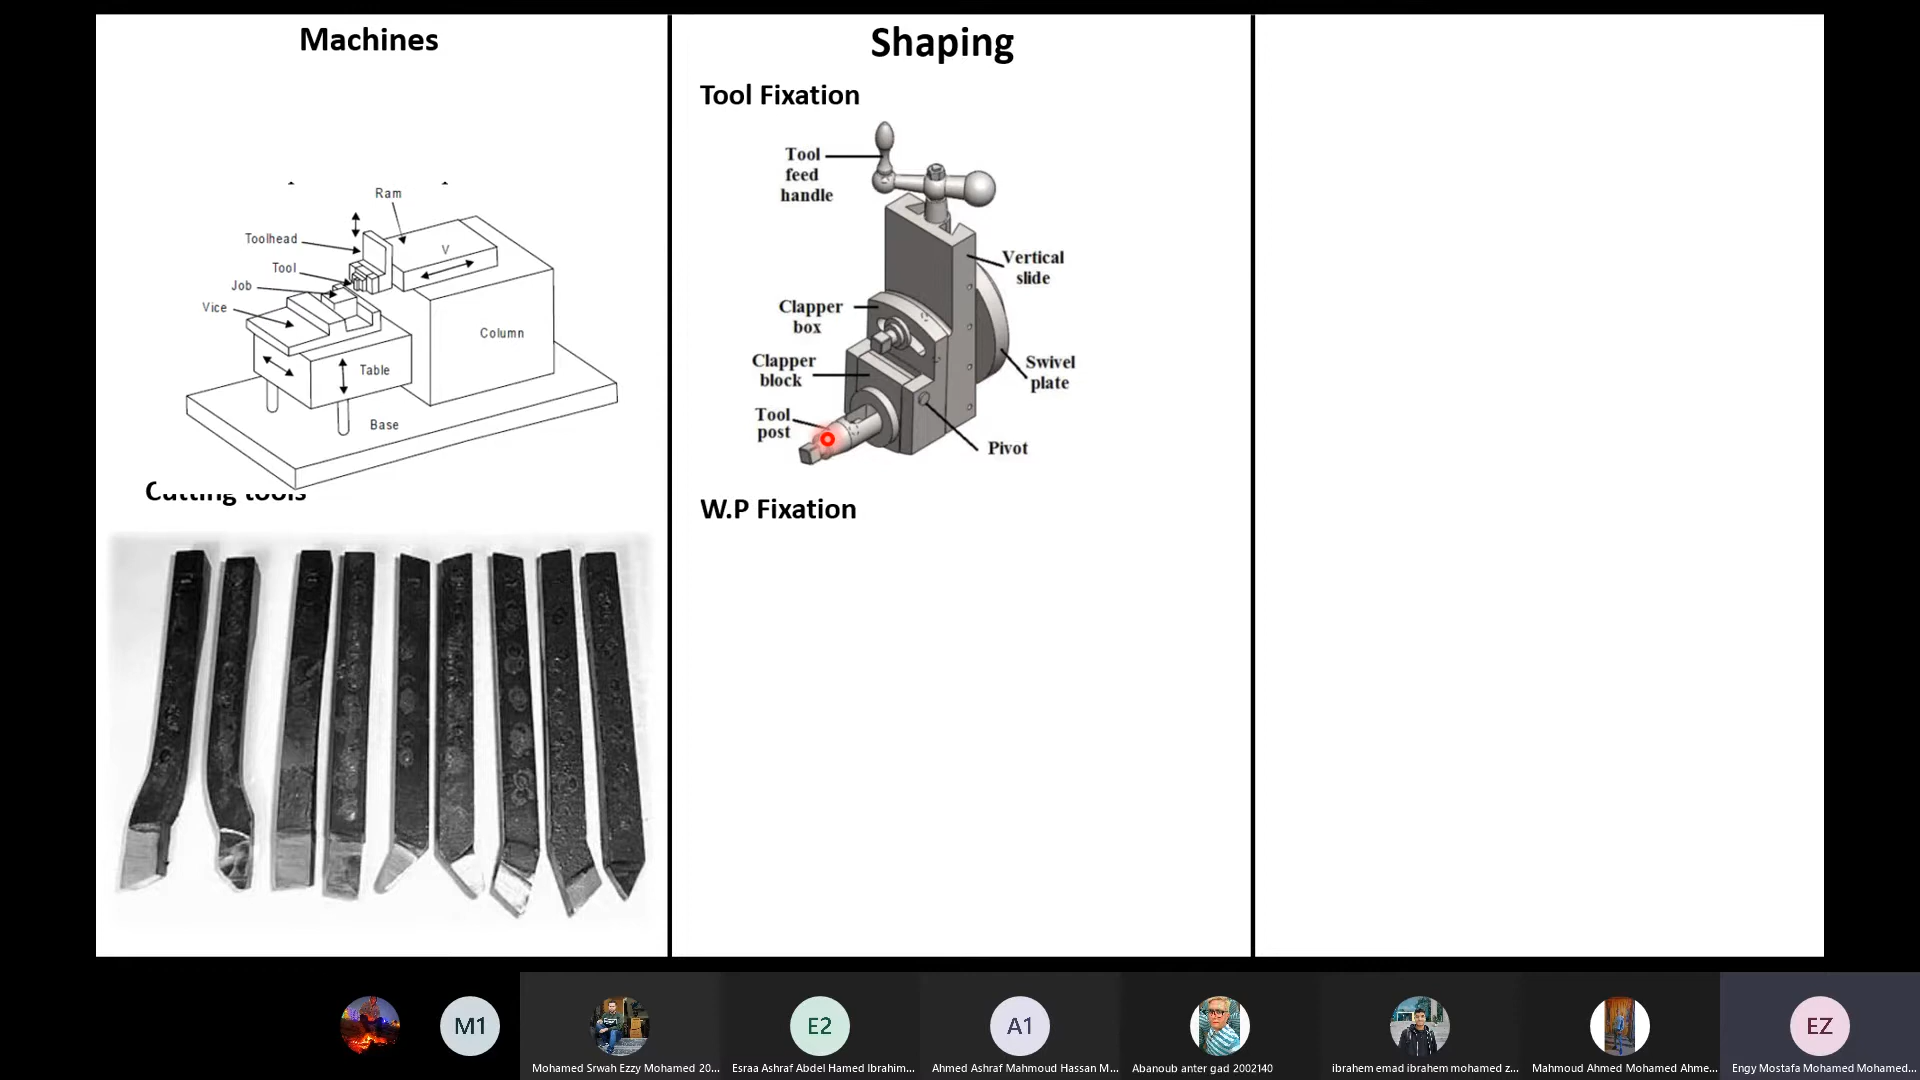 Machines
Ram
Toolhead
V
Tool
Job
Vice
Column
Table
Base
Cutting tools
Shaping
Tool Fixation
Tool
feed
handle
Vertical
slide
Clapper
box
Clapper
block
Swivel
plate
Tool
post
Pivot
W.P Fixation
M1
E2
A1
EZ
Mohamed Srwah Ezzy Mohamed 20...
Esraa Ashraf Abdel Hamed Ibrahim...
Ahmed Ashraf Mahmoud Hassan M...
Abanoub anter gad 2002140
ibrahem emad ibrahem mohamed z...
Mahmoud Ahmed Mohamed Ahme...
Engy Mostafa Mohamed Mohamed...